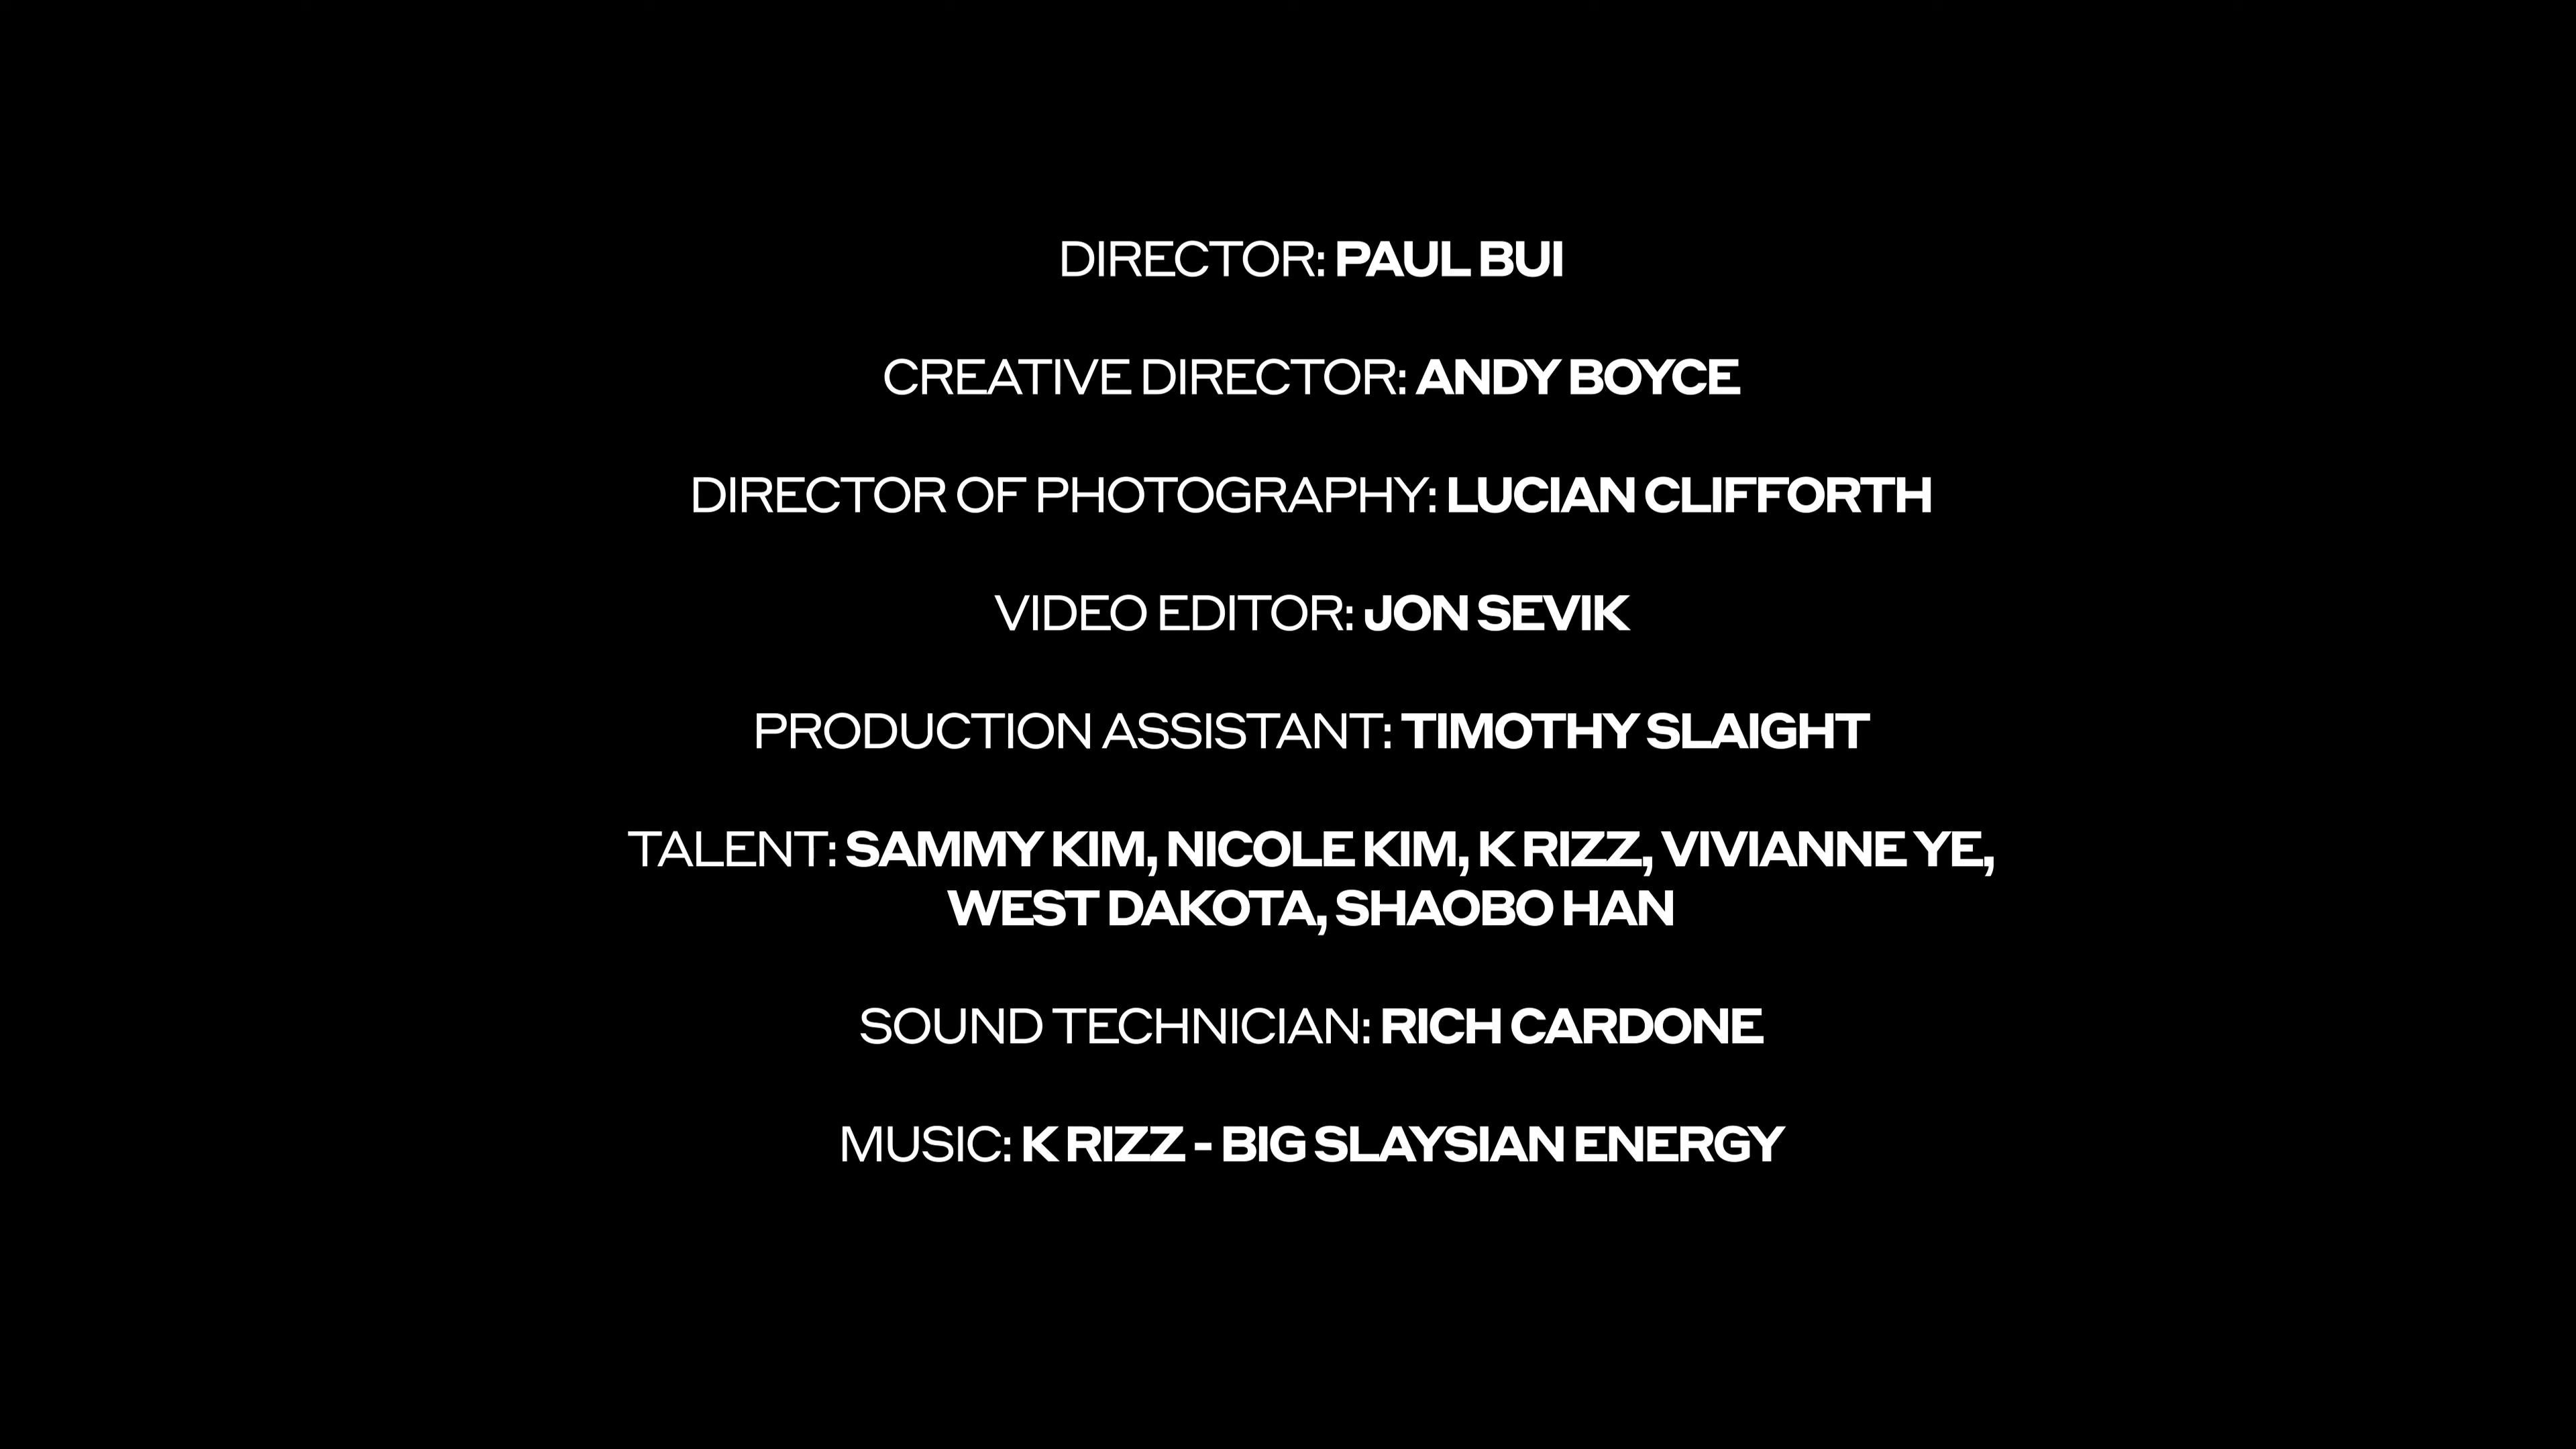 DIRECTOR: PAUL BUI
CREATIVE DIRECTOR: ANDY BOYCE
DIRECTOR OF PHOTOGRAPHY: LUCIAN CLIFFORTH
VIDEO EDITOR: JON SEVIK
PRODUCTION ASSISTANT: TIMOTHY SLAIGHT
TALENT: SAMMY KIM, NICOLE KIM, K RIZZ, VIVIANNE YE,
WEST DAKOTA, SHAOBO HAN
SOUND TECHNICIAN: RICH CARDONE
MUSIC: K RIZZ - BIG SLAYSIAN ENERGY